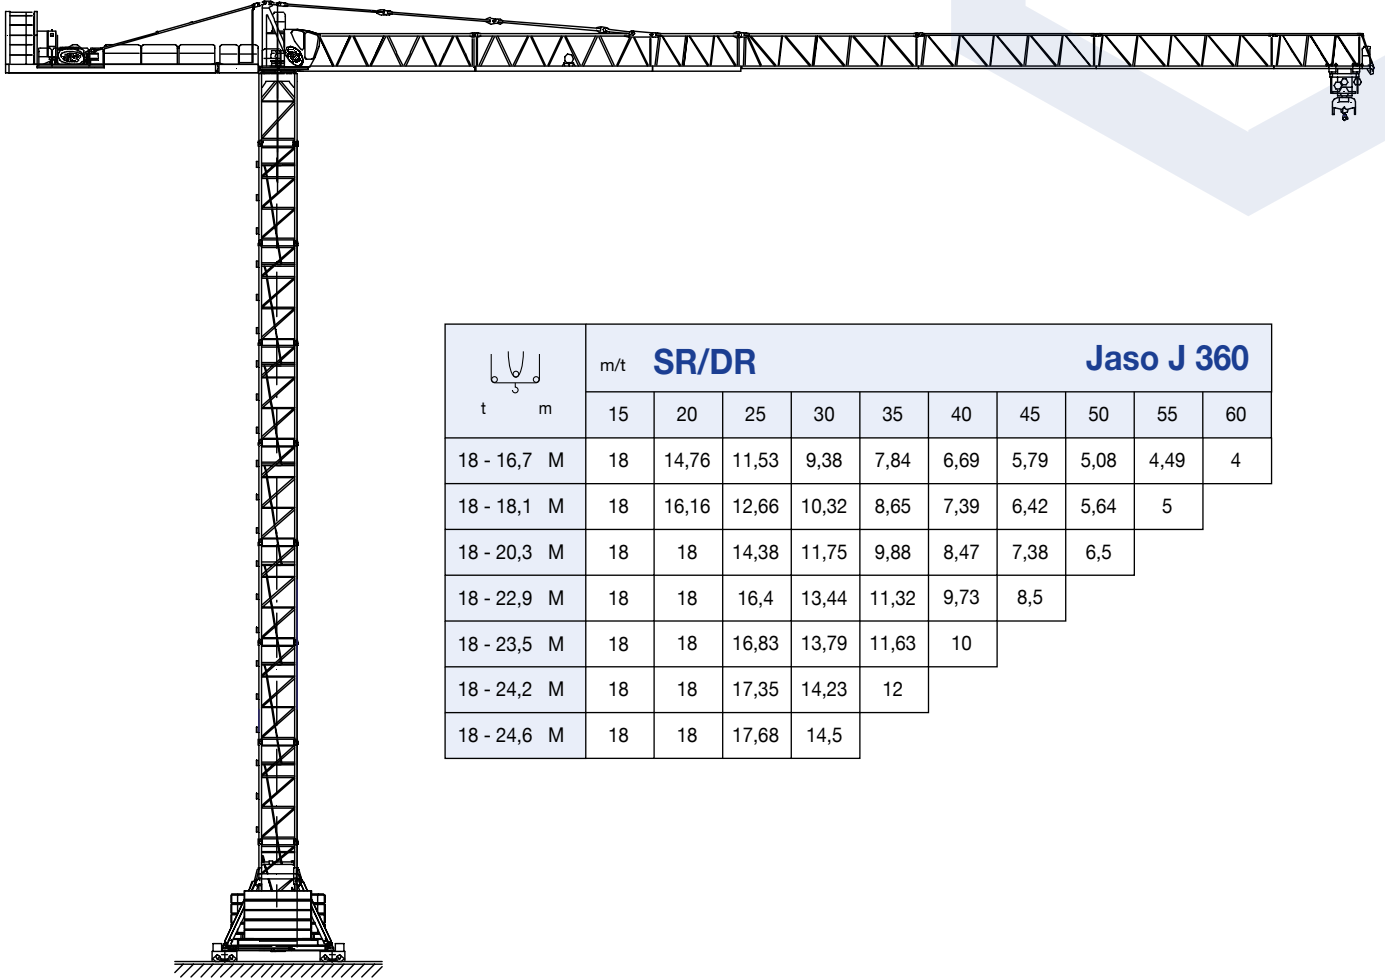 m/t SR/DR Jaso J 360
t m 15 20 25 30 35 40 45 50 55 60
18 - 16,7 M 18 14,76 11,53 9,38 7,84 6,69 5,79 5,08 4,49 4
18 - 18,1 M 18 16,16 12,66 10,32 8,65 7,39 6,42 5,64 5
18 - 20,3 M 18 18 14,38 11,75 9,88 8,47 7,38 6,5
18 - 22,9 M 18 18 16,4 13,44 11,32 9,73 8,5
18 - 23,5 M 18 18 16,83 13,79 11,63 10
18 - 24,2 M 18 18 17,35 14,23 12
18 - 24,6 M 18 18 17,68 14,5